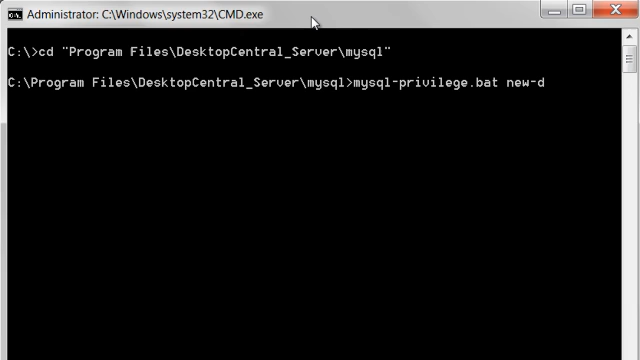 Administrator: C:\Windows\system32\CMD.exe
C:\>cd "Program Files\DesktopCentral_Server\mysql"
C:\Program Files\DesktopCentral_Server\mysql>mysql-privilege.bat new-d